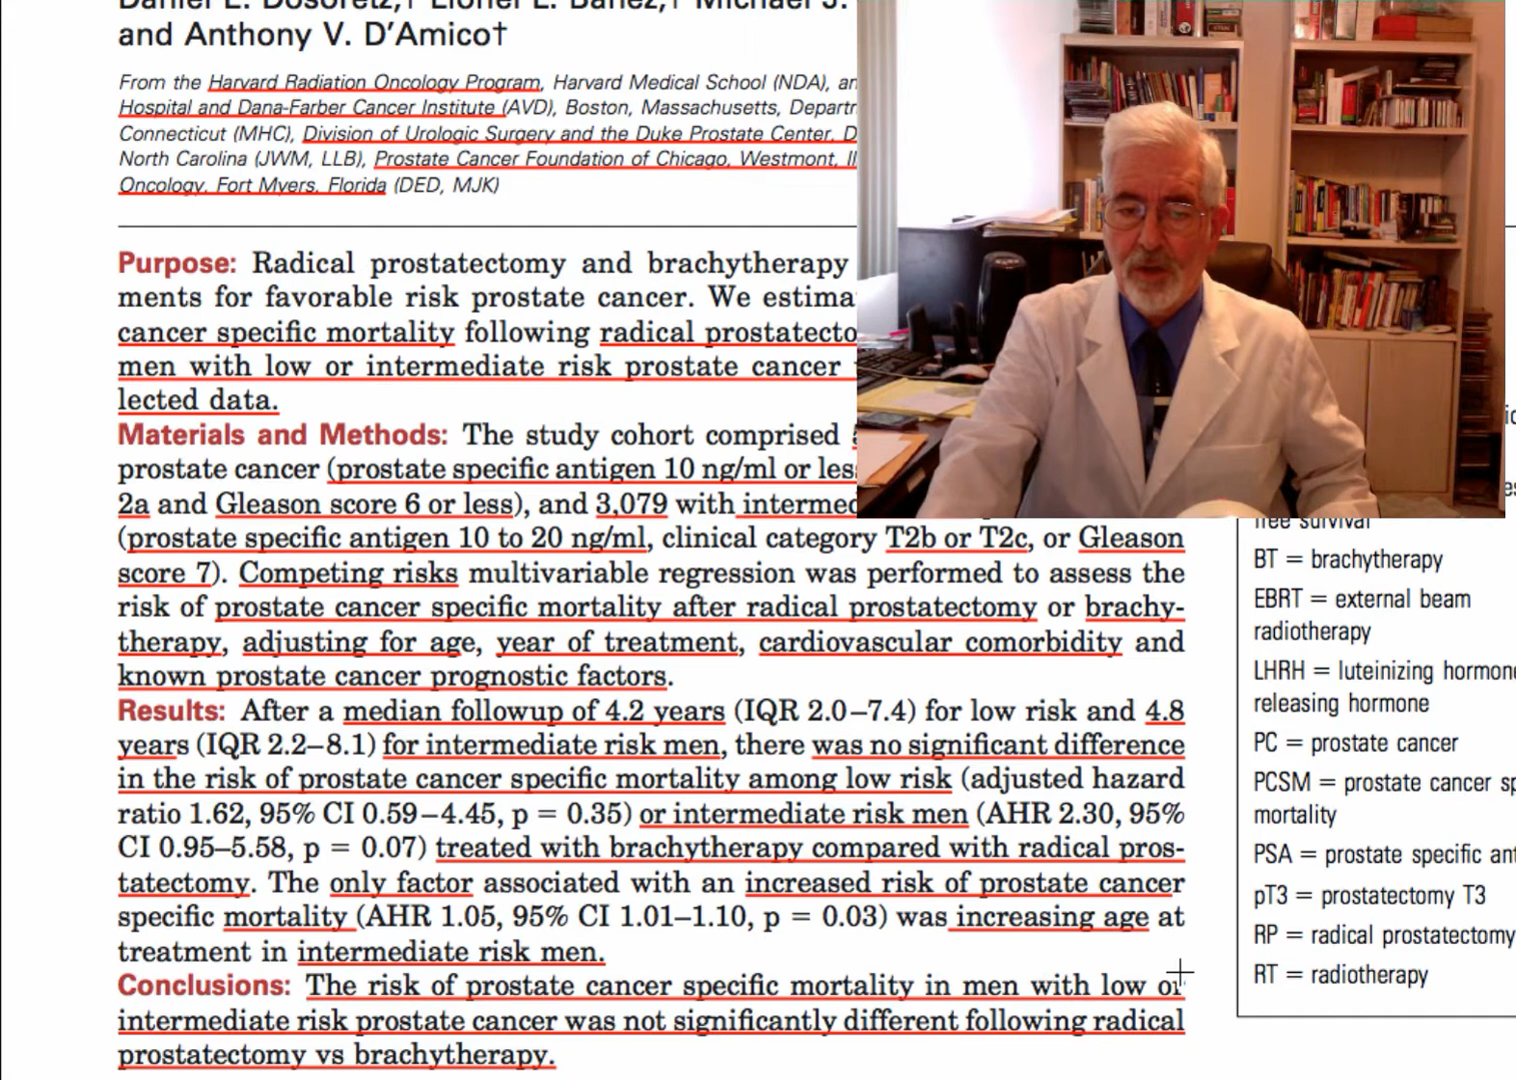 Daniel E. Dosoretz,† Lionel L. Bañez,† Michael J.
and Anthony V. D'Amico†
From the Harvard Radiation Oncology Program, Harvard Medical School (NDA), an
Hospital and Dana-Farber Cancer Institute (AVD), Boston, Massachusetts, Departm
Connecticut (MHC), Division of Urologic Surgery and the Duke Prostate Center, D
North Carolina (JWM, LLB), Prostate Cancer Foundation of Chicago, Westmont, Il
Oncology, Fort Myers, Florida (DED, MJK)
Purpose: Radical prostatectomy and brachytherapy
ments for favorable risk prostate cancer. We estima
cancer specific mortality following radical prostatecto
men with low or intermediate risk prostate cancer
lected data.
Materials and Methods: The study cohort comprised
prostate cancer (prostate specific antigen 10 ng/ml or les
2a and Gleason score 6 or less), and 3,079 with intermed
(prostate specific antigen 10 to 20 ng/ml, clinical category T2b or T2c, or Gleason
score 7). Competing risks multivariable regression was performed to assess the
risk of prostate cancer specific mortality after radical prostatectomy or brachy-
therapy, adjusting for age, year of treatment, cardiovascular comorbidity and
known prostate cancer prognostic factors.
Results: After a median followup of 4.2 years (IQR 2.0–7.4) for low risk and 4.8
years (IQR 2.2–8.1) for intermediate risk men, there was no significant difference
in the risk of prostate cancer specific mortality among low risk (adjusted hazard
ratio 1.62, 95% CI 0.59–4.45, p = 0.35) or intermediate risk men (AHR 2.30, 95%
CI 0.95–5.58, p = 0.07) treated with brachytherapy compared with radical pros-
tatectomy. The only factor associated with an increased risk of prostate cancer
specific mortality (AHR 1.05, 95% CI 1.01–1.10, p = 0.03) was increasing age at
treatment in intermediate risk men.
Conclusions: The risk of prostate cancer specific mortality in men with low or
intermediate risk prostate cancer was not significantly different following radical
prostatectomy vs brachytherapy.
free survival
BT = brachytherapy
EBRT = external beam
radiotherapy
LHRH = luteinizing hormone
releasing hormone
PC = prostate cancer
PCSM = prostate cancer sp
mortality
PSA = prostate specific ant
pT3 = prostatectomy T3
RP = radical prostatectomy
RT = radiotherapy